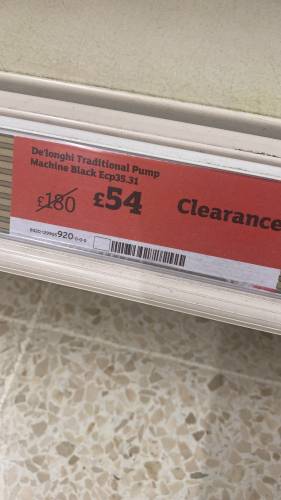 De'longhi Traditional Pump
Machine Black Ecp35.31
£180 £54 Clearance
920